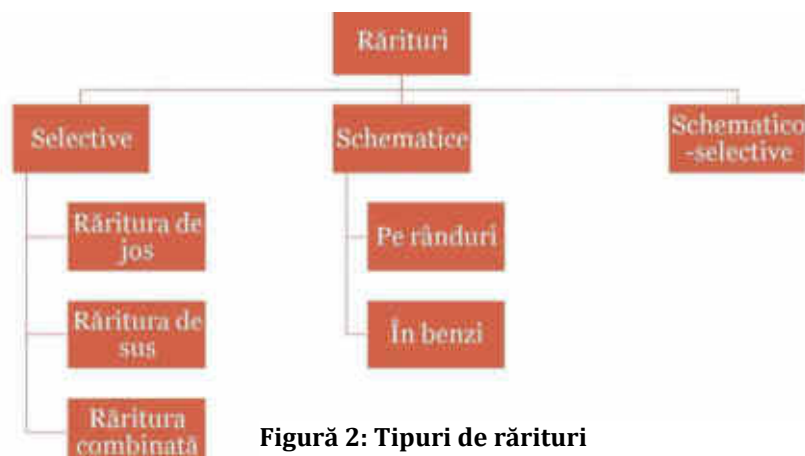 Rărituri
Selective
Schematice
Schematico
-selective
Răritura de
jos
Pe rânduri
Răritura de
sus
În benzi
Răritura
combinată
Figură 2: Tipuri de rărituri